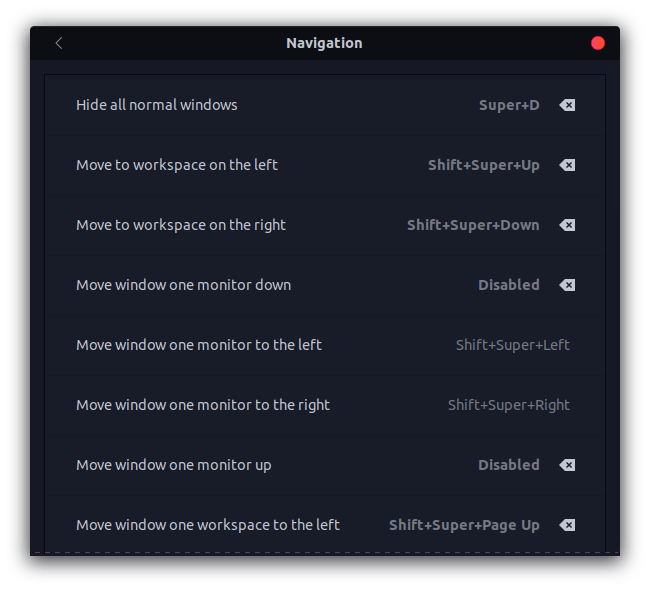 Navigation
Hide all normal windows Super+D
Move to workspace on the left Shift+Super+Up
Move to workspace on the right Shift+Super+Down
Move window one monitor down Disabled
Move window one monitor to the left Shift+Super+Left
Move window one monitor to the right Shift+Super+Right
Move window one monitor up Disabled
Move window one workspace to the left Shift+Super+Page Up